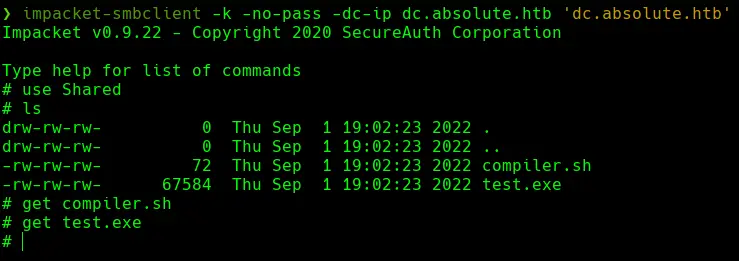 ❯ impacket-smbclient -k -no-pass -dc-ip dc.absolute.htb 'dc.absolute.htb'
Impacket v0.9.22 - Copyright 2020 SecureAuth Corporation

Type help for list of commands
# use Shared
# ls
drw-rw-rw-          0  Thu Sep  1 19:02:23 2022 .
drw-rw-rw-          0  Thu Sep  1 19:02:23 2022 ..
-rw-rw-rw-         72  Thu Sep  1 19:02:23 2022 compiler.sh
-rw-rw-rw-      67584  Thu Sep  1 19:02:23 2022 test.exe
# get compiler.sh
# get test.exe
#